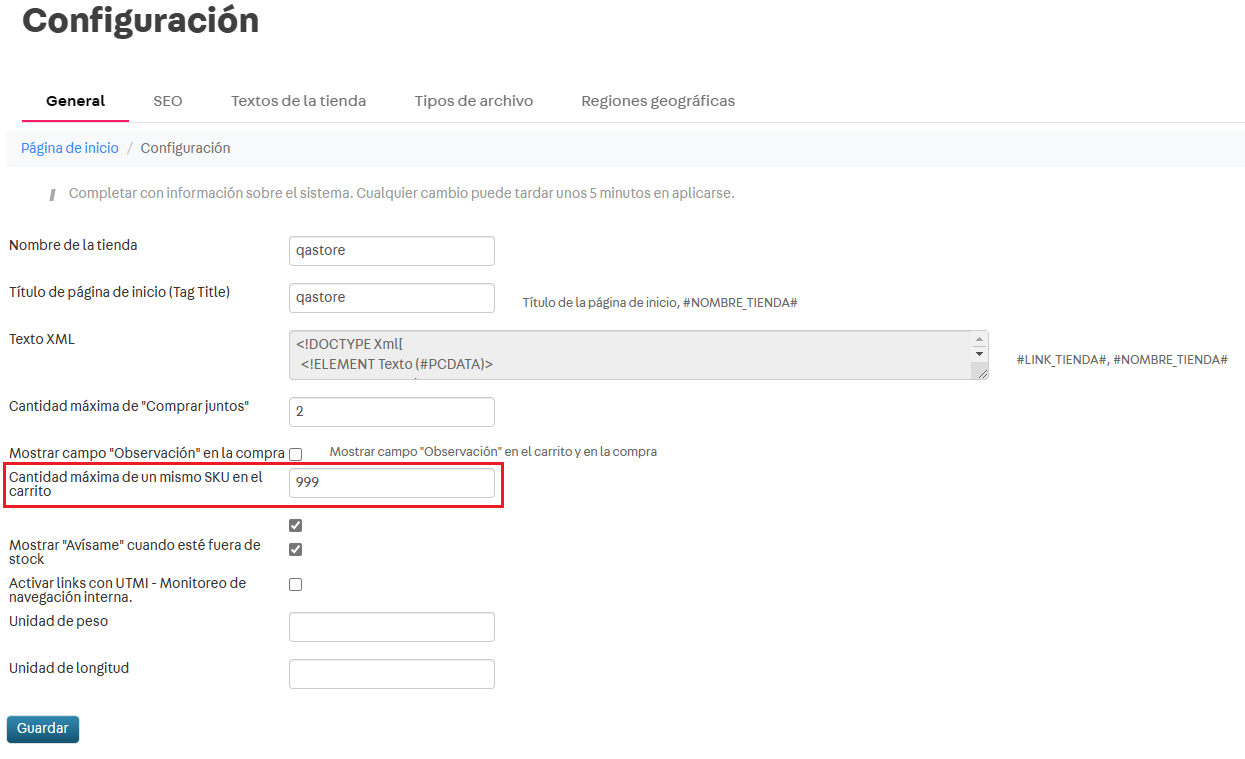 Configuración
General SEO Textos de la tienda Tipos de archivo Regiones geográficas
Página de inicio / Configuración
Completar con información sobre el sistema. Cualquier cambio puede tardar unos 5 minutos en aplicarse.
Nombre de la tienda qastore
Título de página de inicio (Tag Title) qastore Título de la página de inicio, #NOMBRE_TIENDA#
Texto XML <!DOCTYPE Xml[
<!ELEMENT Texto (#PCDATA)>
#LINK_TIENDA#, #NOMBRE_TIENDA#
Cantidad máxima de "Comprar juntos" 2
Mostrar campo "Observación" en la compra Mostrar campo "Observación" en el carrito y en la compra
Cantidad máxima de un mismo SKU en el
carrito
999
Mostrar "Avísame" cuando esté fuera de
stock
Activar links con UTMI - Monitoreo de
navegación interna.
Unidad de peso
Unidad de longitud
Guardar